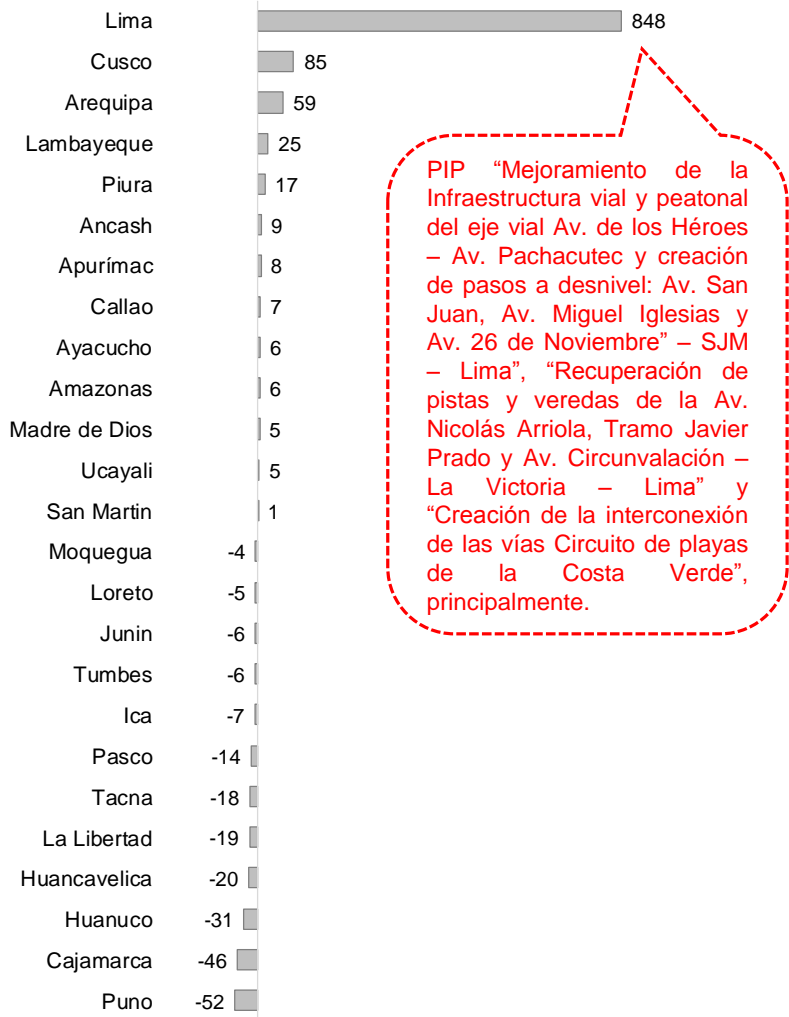 Lima 848
Cusco 85
Arequipa 59
Lambayeque 25
Piura 17
Ancash 9
Apurímac 8
Callao 7
Ayacucho 6
Amazonas 6
Madre de Dios 5
Ucayali 5
San Martin 1
Moquegua -4
Loreto -5
Junin -6
Tumbes -6
Ica -7
Pasco -14
Tacna -18
La Libertad -19
Huancavelica -20
Huanuco -31
Cajamarca -46
Puno -52
PIP “Mejoramiento de la
Infraestructura vial y peatonal
del eje vial Av. de los Héroes
– Av. Pachacutec y creación
de pasos a desnivel: Av. San
Juan, Av. Miguel Iglesias y
Av. 26 de Noviembre” – SJM
– Lima”, “Recuperación de
pistas y veredas de la Av.
Nicolás Arriola, Tramo Javier
Prado y Av. Circunvalación –
La Victoria – Lima” y
“Creación de la interconexión
de las vías Circuito de playas
de la Costa Verde”,
principalmente.